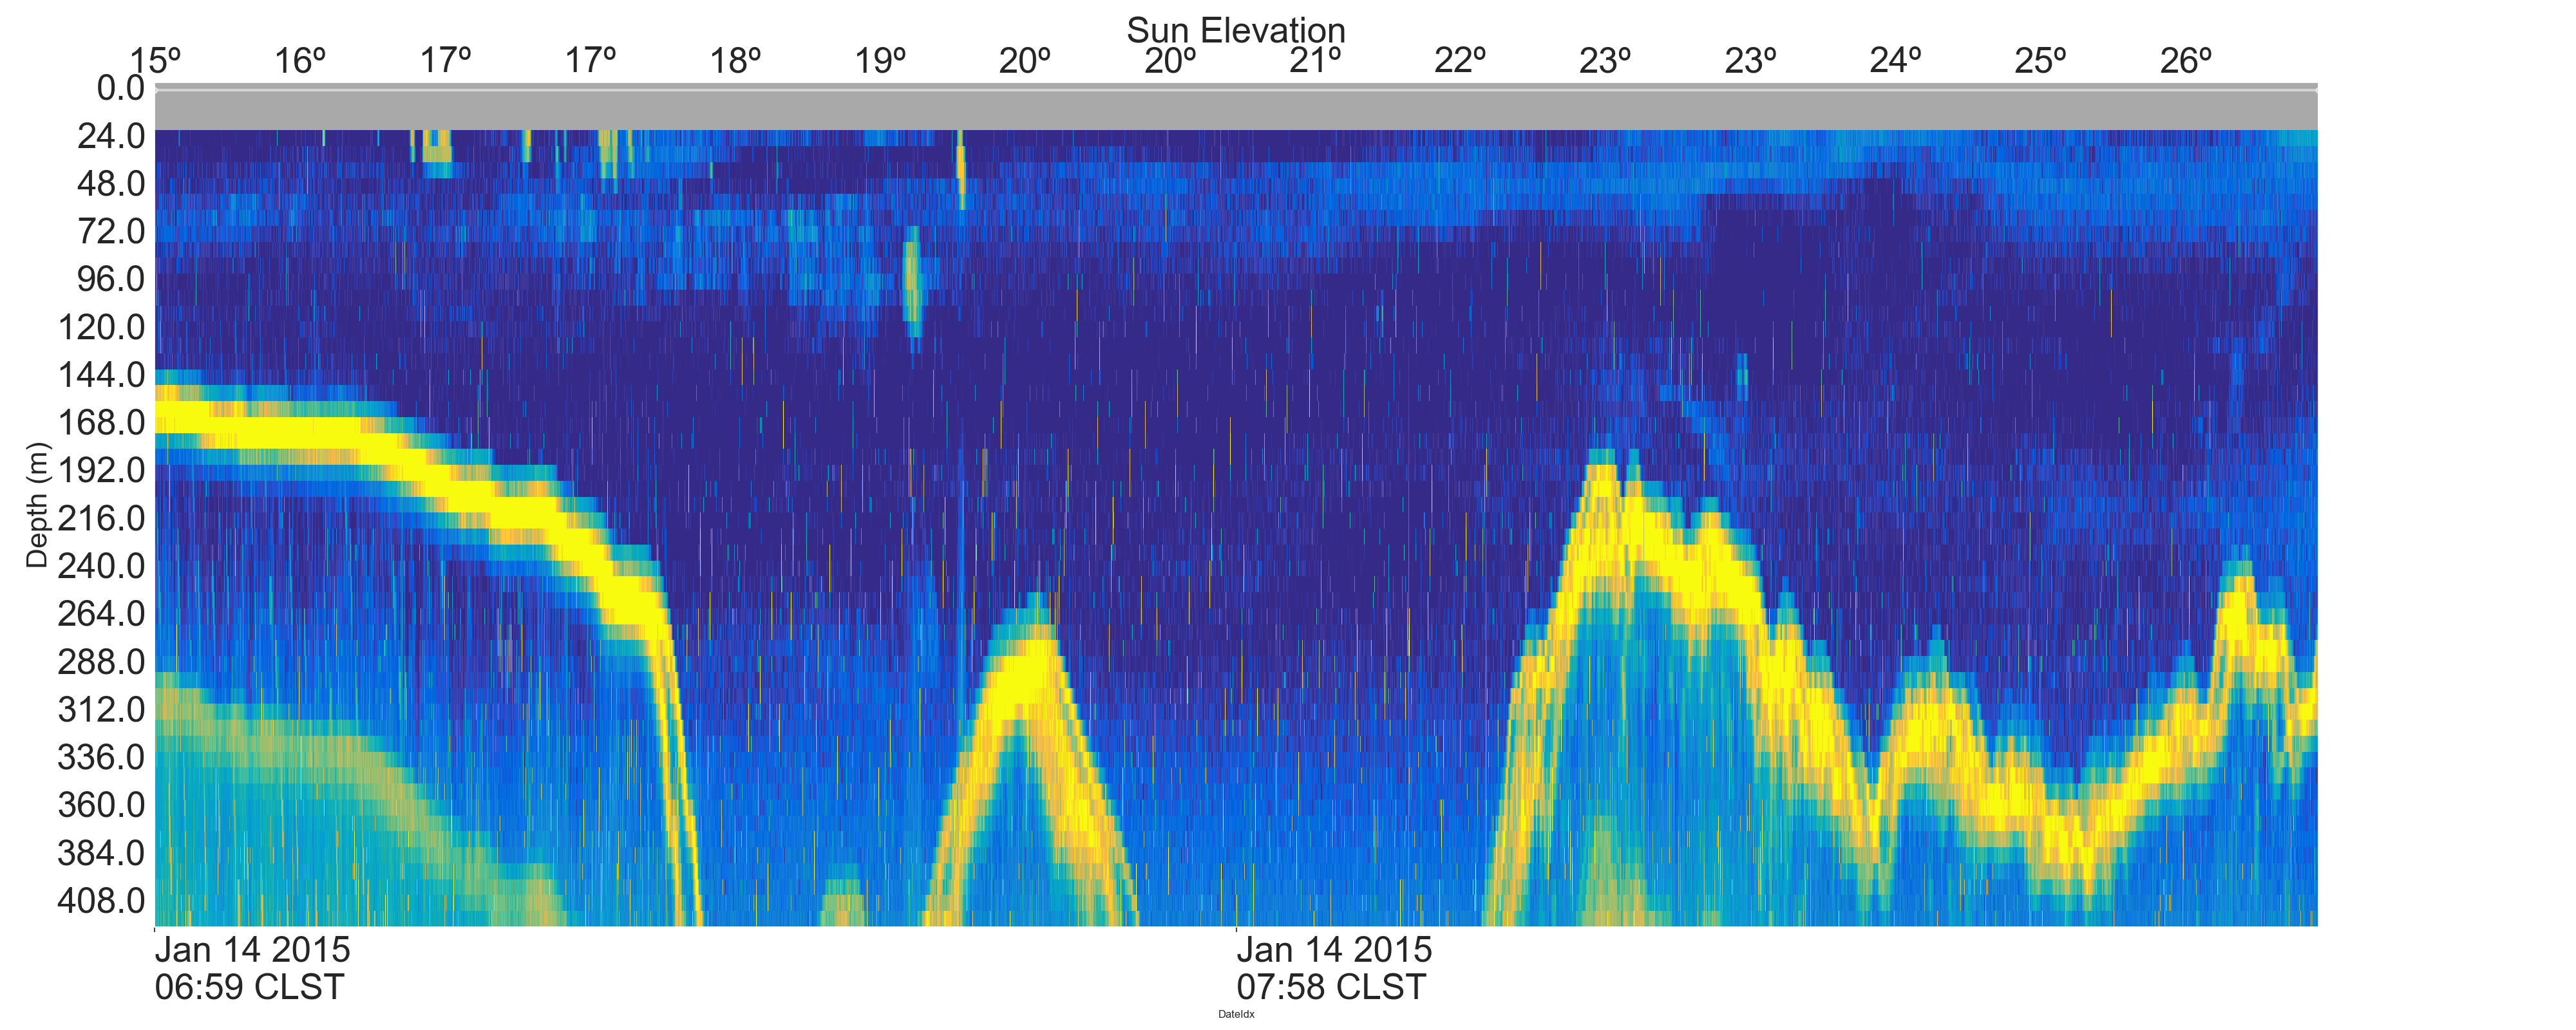 Sun Elevation
15º 16º 17º 17º 18º 19º 20º 20º 21º 22º 23º 23º 24º 25º 26º
0.0
24.0
48.0
72.0
96.0
120.0
144.0
168.0
192.0
216.0
240.0
264.0
288.0
312.0
336.0
360.0
384.0
408.0
Depth (m)
Jan 14 2015
06:59 CLST
Jan 14 2015
07:58 CLST
DateIdx